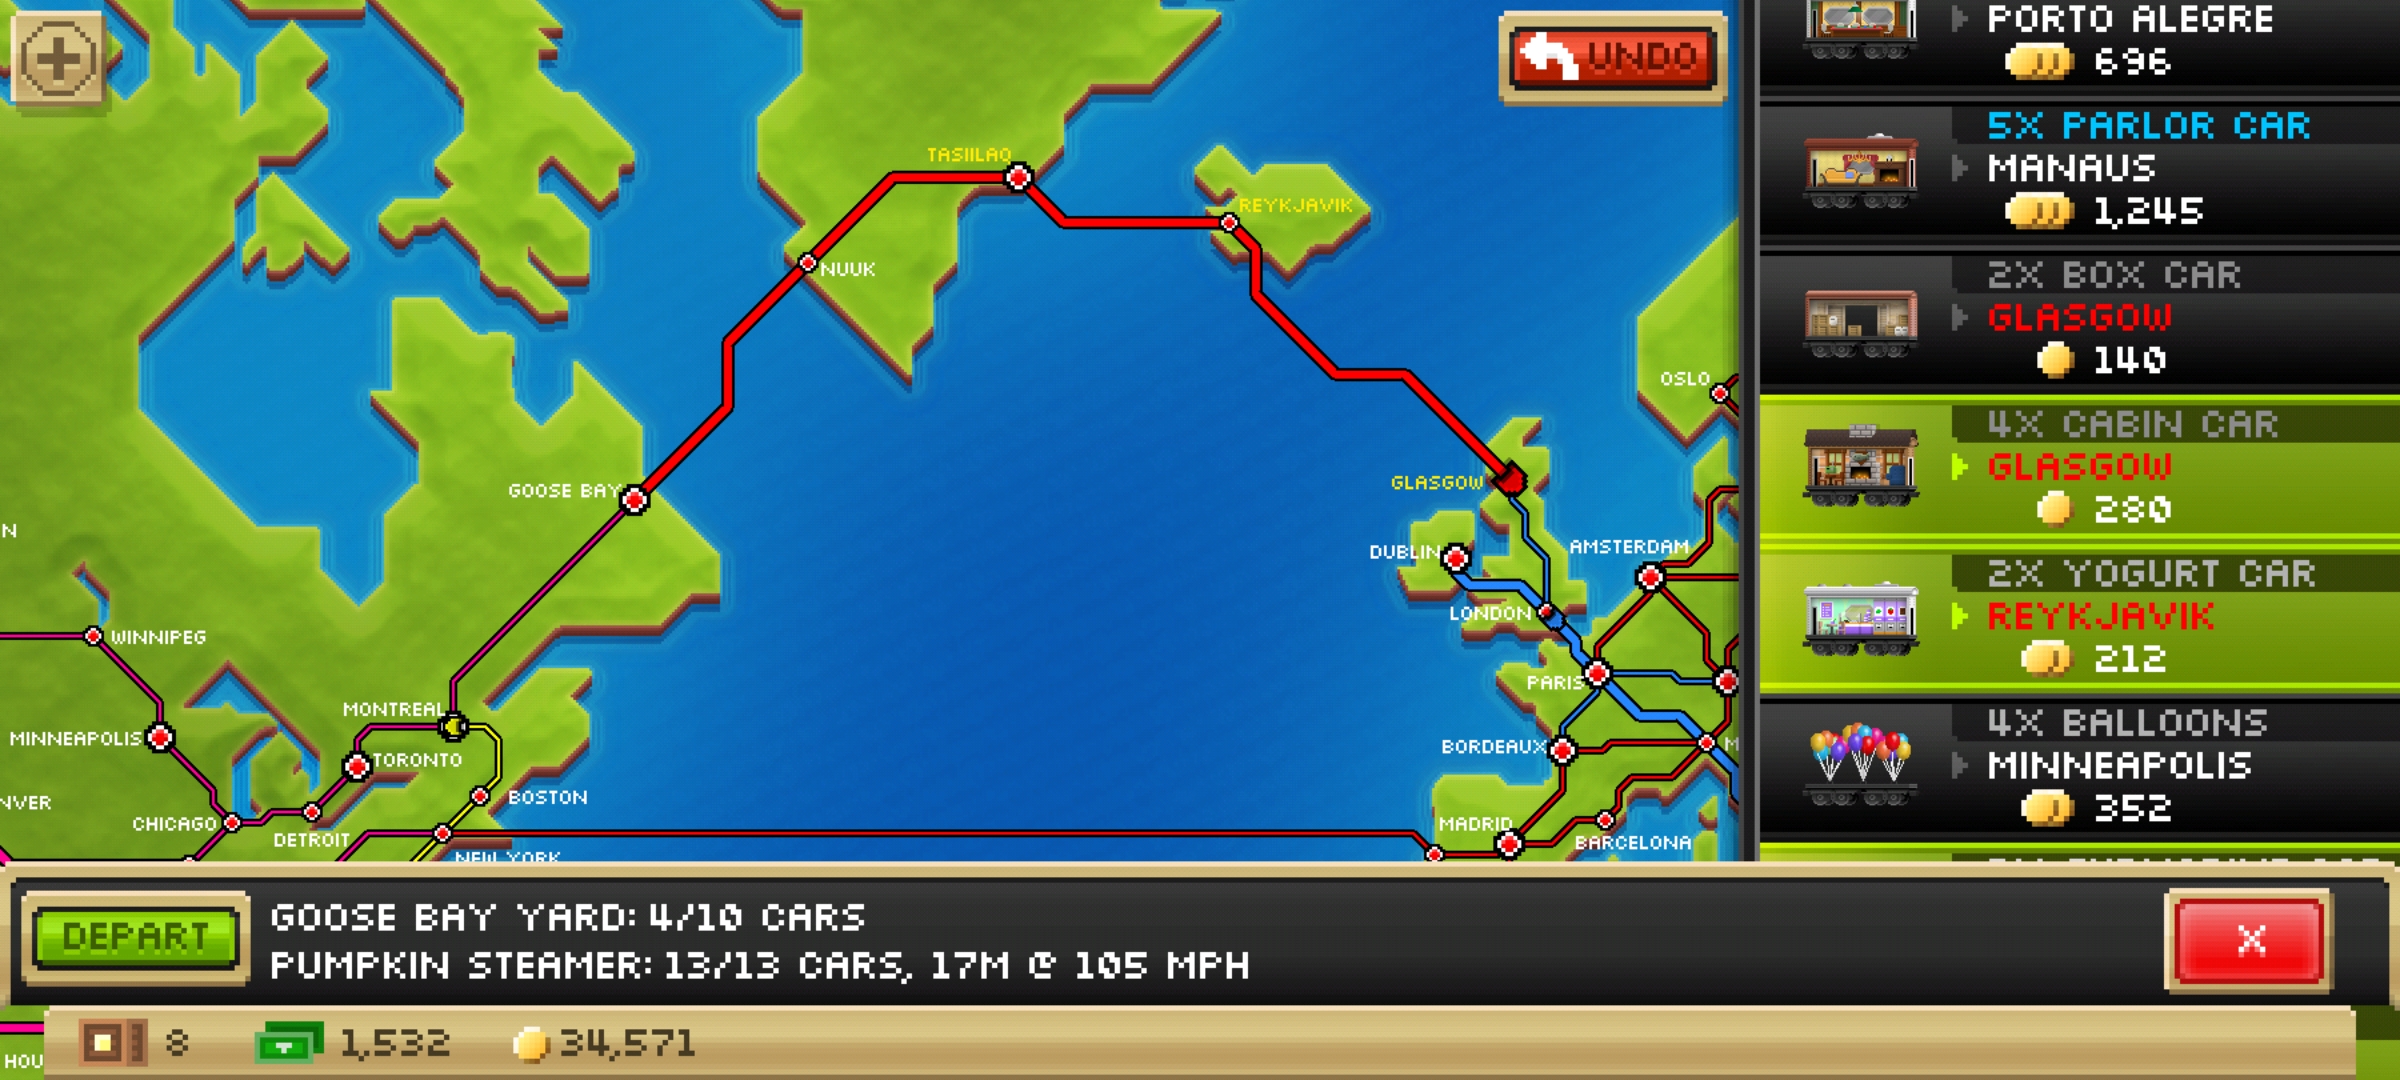 UNDO
TASIILAQ
REYKJAVIK
NUUK
OSLO
GOOSE BAY
GLASGOW
N
DUBLIN
AMSTERDAM
LONDON
WINNIPEG
PARIS
MONTREAL
MINNEAPOLIS
TORONTO
BORDEAUX
M
BOSTON
NVER
CHICAGO
DETROIT
MADRID
BARCELONA
NEW YORK
HOU
PORTO ALEGRE
696
5X PARLOR CAR
MANAUS
1,245
2X BOX CAR
GLASGOW
140
4X CABIN CAR
GLASGOW
280
2X YOGURT CAR
REYKJAVIK
212
4X BALLOONS
MINNEAPOLIS
352
DEPART
GOOSE BAY YARD: 4/10 CARS
PUMPKIN STEAMER: 13/13 CARS, 17M @ 105 MPH
X
8
1,532
34,571